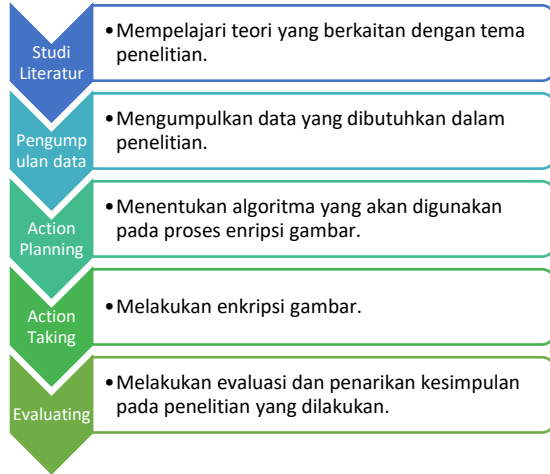 Studi
Literatur
•Mempelajari teori yang berkaitan dengan tema
penelitian.
Pengump
ulan data
•Mengumpulkan data yang dibutuhkan dalam
penelitian.
Action
Planning
•Menentukan algoritma yang akan digunakan
pada proses enripsi gambar.
Action
Taking
•Melakukan enkripsi gambar.
Evaluating
•Melakukan evaluasi dan penarikan kesimpulan
pada penelitian yang dilakukan.